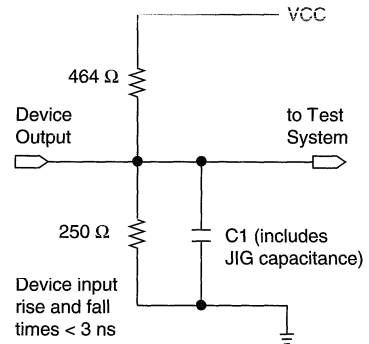 VCC
464 Ω
Device
Output
to Test
System
250 Ω
C1 (includes
JIG capacitance)
Device input
rise and fall
times < 3 ns